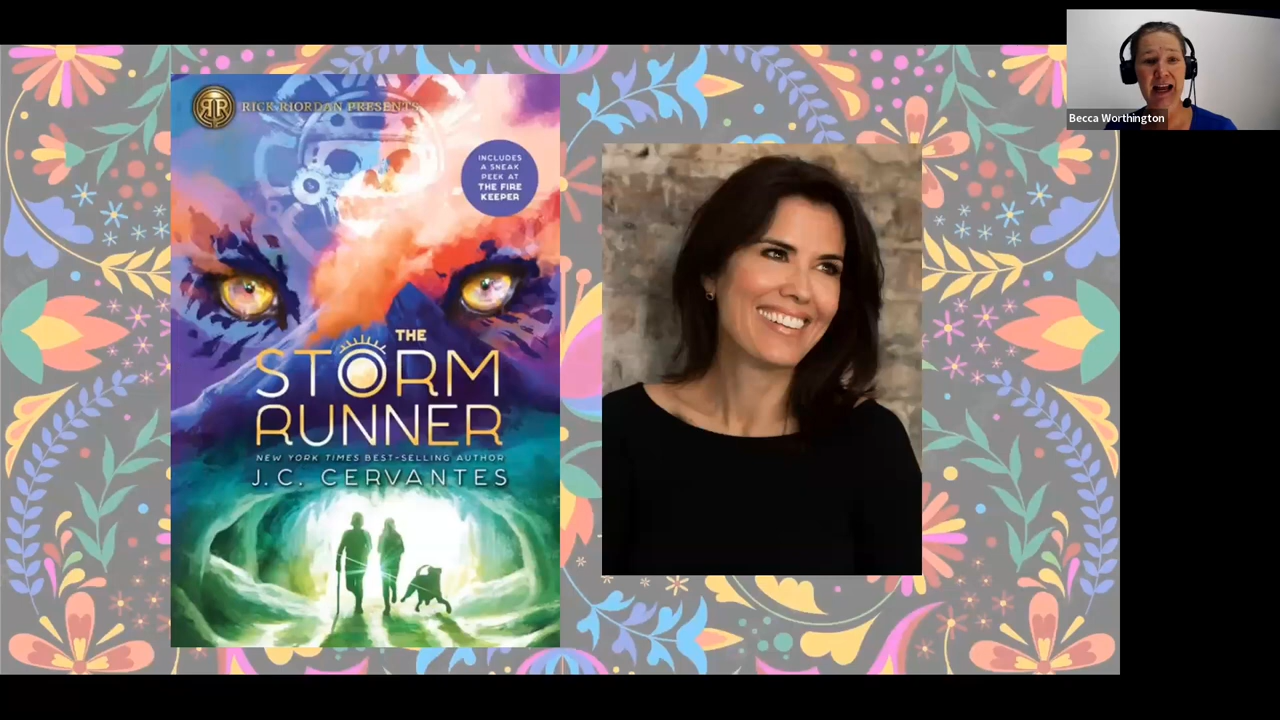 RR RICK RIORDAN PRESENTS
INCLUDES
A SNEAK
PEEK AT
THE FIRE
KEEPER
THE
STORM
RUNNER
NEW YORK TIMES BEST-SELLING AUTHOR
J.C. CERVANTES
Becca Worthington